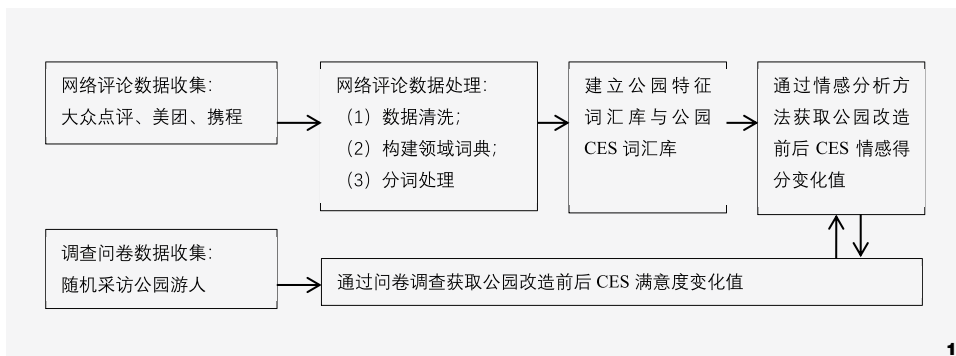 网络评论数据收集:
大众点评、美团、携程
网络评论数据处理:
（1）数据清洗;
（2）构建领域词典;
（3）分词处理
建立公园特征
词汇库与公园
CES 词汇库
通过情感分析方
法获取公园改造
前后 CES 情感得
分变化值
调查问卷数据收集:
随机采访公园游人
通过问卷调查获取公园改造前后 CES 满意度变化值
1